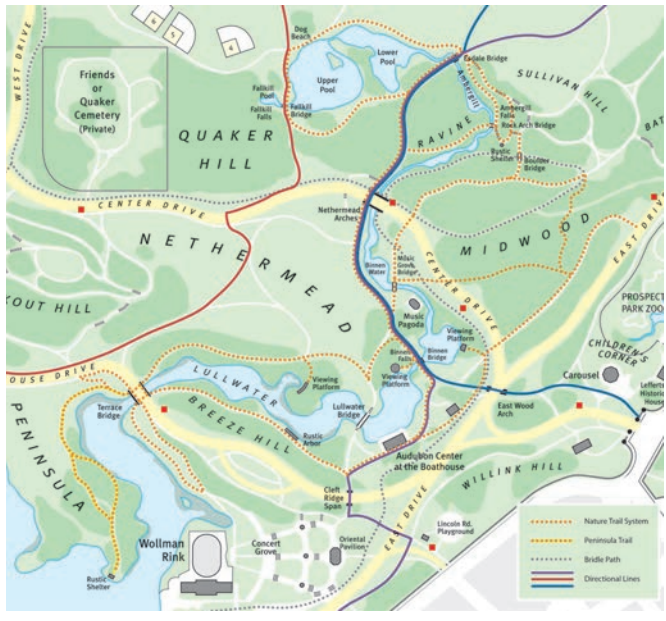 Dog
Beach
Lower
Pool
Upper
Pool
Esdale Bridge
WEST DRIVE
Friends
or
Quaker
Cemetery
(Private)
Fallkill
Pool
Fallkill
Falls
Fallkill
Bridge
Ambergill
SULLIVAN HILL
Ambergill
Falls
Rock Arch Bridge
QUAKER
HILL
RAVINE
Rustic
Shelter
Boulder
Bridge
CENTER DRIVE
Nethermead
Arches
MIDWOOD
EAST DRIVE
NETHERMEAD
Binnen
Water
Music
Grove
Bridge
CENTER DRIVE
KOUT HILL
Music
Pagoda
Viewing
Platform
PROSPECT
PARK ZOO
CHILDREN'S
CORNER
Binnen
Falls
Binnen
Bridge
OUSE DRIVE
LULLWATER
Viewing
Platform
Viewing
Platform
Carousel
Lefferts
Historic
House
Terrace
Bridge
Lullwater
Bridge
East Wood
Arch
BREEZE HILL
Rustic
Arbor
PENINSULA
Audubon Center
at the Boathouse
WILLINK HILL
Cleft
Ridge
Span
EAST DRIVE
Wollman
Rink
Concert
Grove
Oriental
Pavilion
Lincoln Rd.
Playground
Rustic
Shelter
Nature Trail System
Peninsula Trail
Bridle Path
Directional Lines